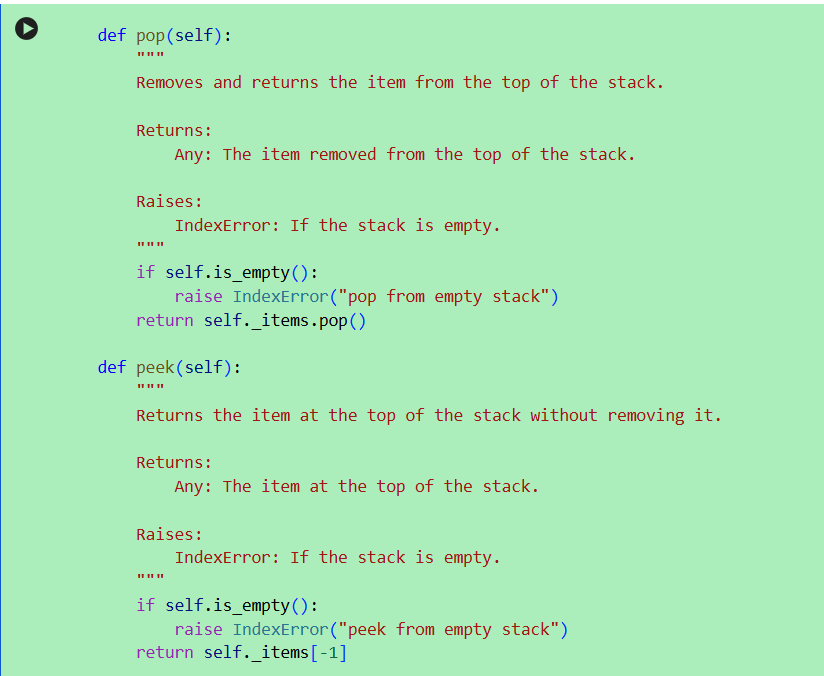 def pop(self):
    """
    Removes and returns the item from the top of the stack.

    Returns:
        Any: The item removed from the top of the stack.

    Raises:
        IndexError: If the stack is empty.
    """
    if self.is_empty():
        raise IndexError("pop from empty stack")
    return self._items.pop()

def peek(self):
    """
    Returns the item at the top of the stack without removing it.

    Returns:
        Any: The item at the top of the stack.

    Raises:
        IndexError: If the stack is empty.
    """
    if self.is_empty():
        raise IndexError("peek from empty stack")
    return self._items[-1]